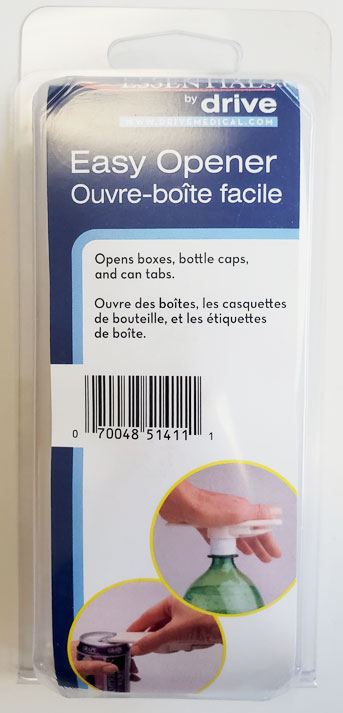 ESSENTIALS
by drive
WWW.DRIVEMEDICAL.COM
Easy Opener
Ouvre-boîte facile
Opens boxes, bottle caps,
and can tabs.
Ouvre des boîtes, les casquettes
de bouteille, et les étiquettes
de boîte.
0 70048 51411 1